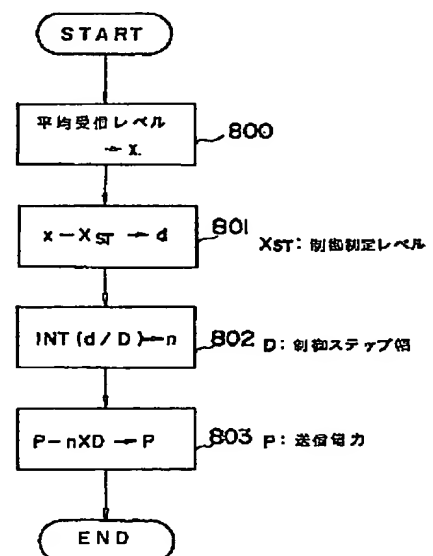 START
平均受信レベル
→ x.
800
x − XST → d
801
XST: 制御判定レベル
INT (d / D) → n
802
D: 制御ステップ幅
P − n×D → P
803
P: 送信電力
END